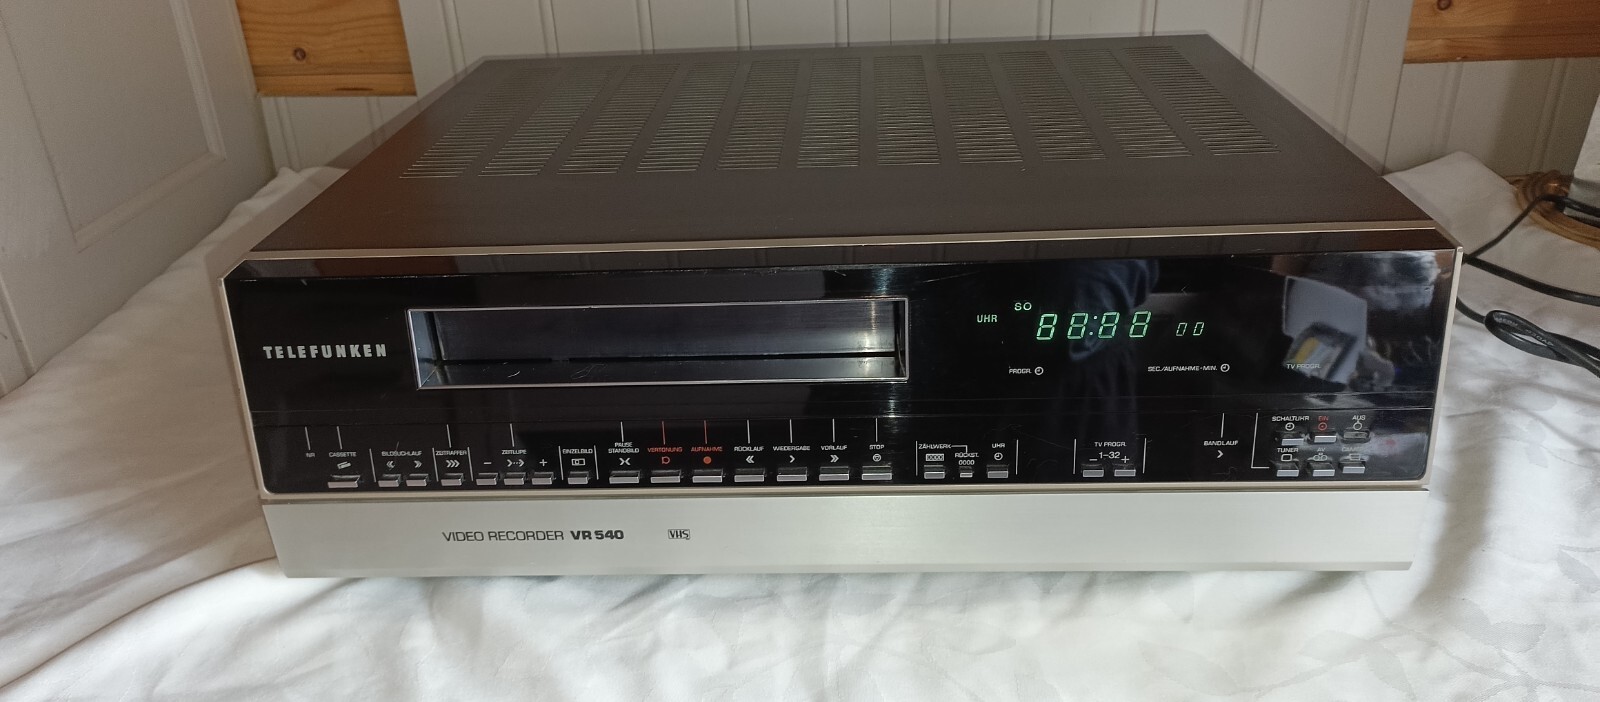 TELEFUNKEN
UHR SO 88:88 00
PROGR. SEC./AUFNAHME-MIN. TV PROGR.
NR CASSETTE BILDSUCHLAUF ZEITRAFFER ZEITLUPE EINZELBILD PAUSE STANDBILD VERTONUNG AUFNAHME RÜCKLAUF WIEDERGABE VORLAUF STOP
- +
ZÄHLWERK RÜCKST. UHR
0000 0000
TV PROGR.
- 1-32 +
BANDLAUF
SCHALTUHR EIN AUS
TUNER AV
VIDEO RECORDER VR 540 VHS